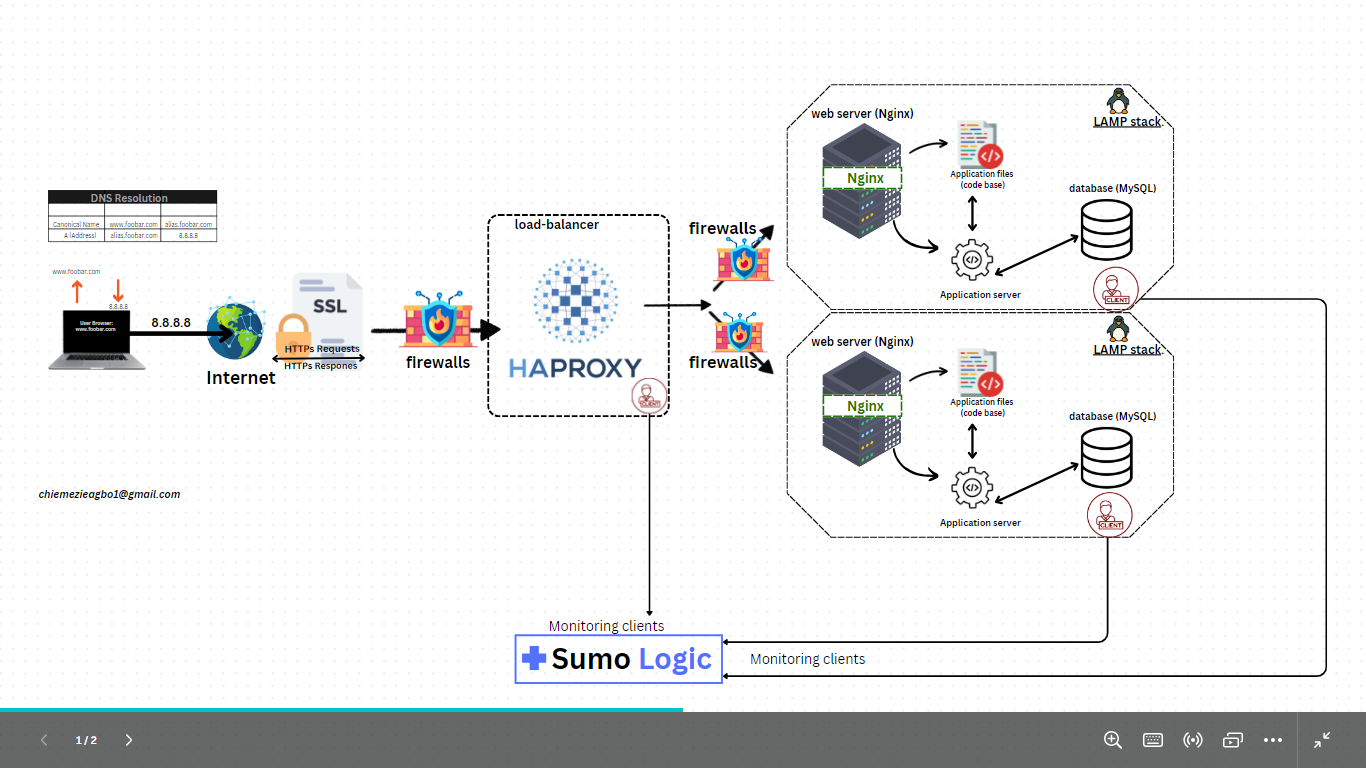 DNS Resolution
Canonical Name www.foobar.com alias.foobar.com
A (Address) alias.foobar.com 8.8.8.8
www.foobar.com
8.8.8.8
User Browser:
www.foobar.com
8.8.8.8
Internet
SSL
HTTPs Requests
HTTPs Respones
firewalls
load-balancer
HAPROXY
CLIENT
firewalls
firewalls
web server (Nginx)
Nginx
Application files
(code base)
Application server
LAMP stack
database (MySQL)
CLIENT
web server (Nginx)
Nginx
Application files
(code base)
Application server
LAMP stack
database (MySQL)
CLIENT
chiemezieagbo1@gmail.com
Monitoring clients
Sumo Logic
Monitoring clients
1 / 2